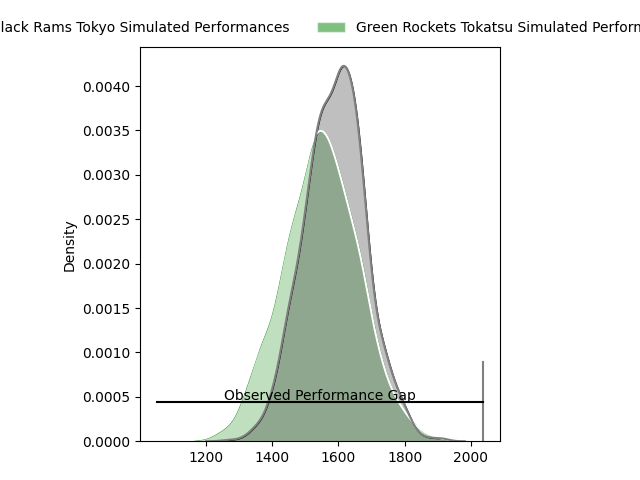 lack Rams Tokyo Simulated Performances Green Rockets Tokatsu Simulated Perfor
0.0040
0.0035
0.0030
0.0025
0.0020
0.0015
0.0010
0.0005
0.0000
Density
Observed Performance Gap
1200 1400 1600 1800 2000